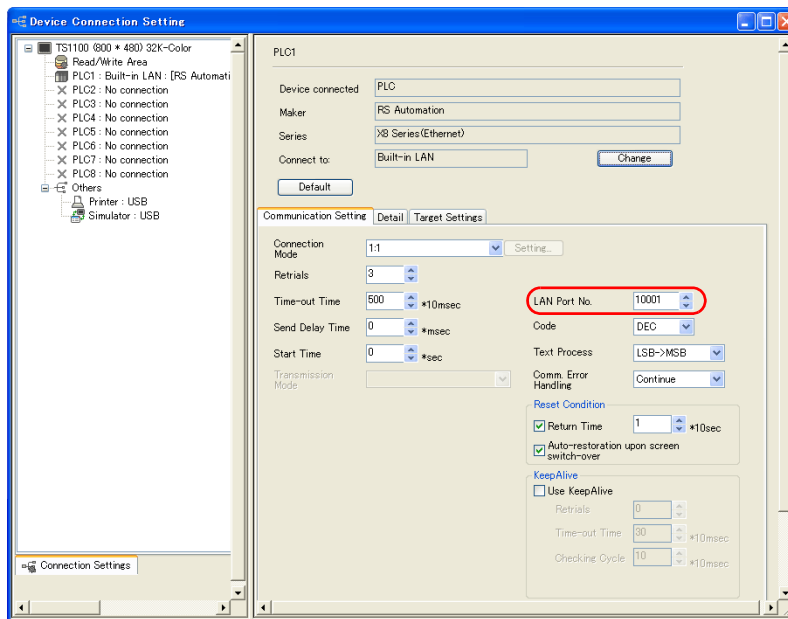 Device Connection Setting
TS1100 (800 * 480) 32K-Color
Read/Write Area
PLC1 : Built-in LAN : [RS Automati
PLC2 : No connection
PLC3 : No connection
PLC4 : No connection
PLC5 : No connection
PLC6 : No connection
PLC7 : No connection
PLC8 : No connection
Others
Printer : USB
Simulator : USB
Connection Settings
PLC1
Device connected PLC
Maker RS Automation
Series X8 Series(Ethernet)
Connect to: Built-in LAN Change
Default
Communication Setting Detail Target Settings
Connection Mode 1:1 Setting...
Retrials 3
Time-out Time 500 *10msec
Send Delay Time 0 *msec
Start Time 0 *sec
Transmission Mode
LAN Port No. 10001
Code DEC
Text Process LSB->MSB
Comm. Error Handling Continue
Reset Condition
Return Time 1 *10sec
Auto-restoration upon screen
switch-over
KeepAlive
Use KeepAlive
Retrials 0
Time-out Time 30 *10msec
Checking Cycle 10 *10msec